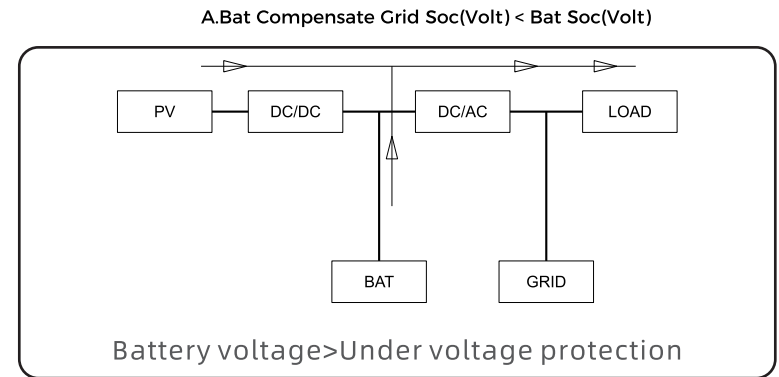 A.Bat Compensate Grid Soc(Volt) < Bat Soc(Volt)
PV
DC/DC
DC/AC
LOAD
BAT
GRID
Battery voltage>Under voltage protection